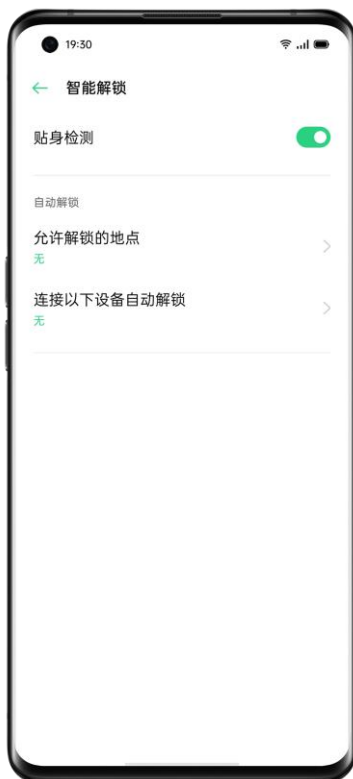 19:30
智能解锁
贴身检测
自动解锁
允许解锁的地点
无
连接以下设备自动解锁
无